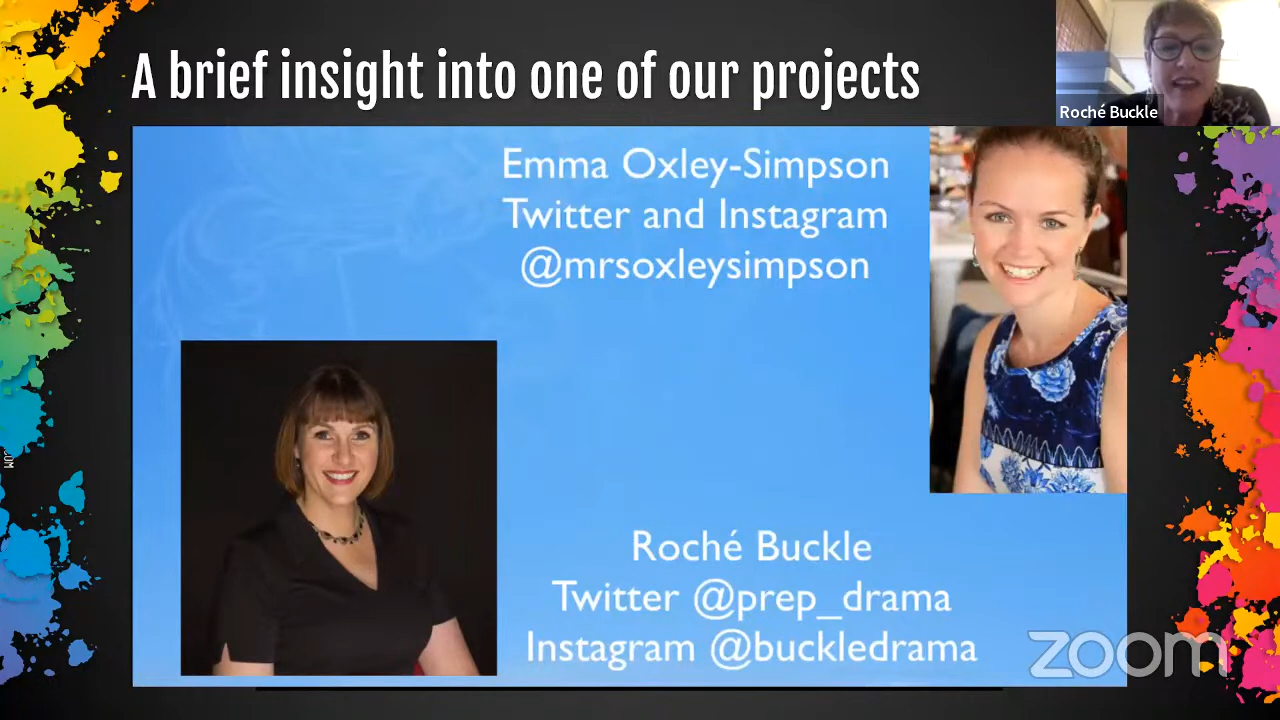 A brief insight into one of our projects
Roché Buckle
Emma Oxley-Simpson
Twitter and Instagram
@mrsoxleysimpson
Roché Buckle
Twitter @prep_drama
Instagram @buckledrama
zoom